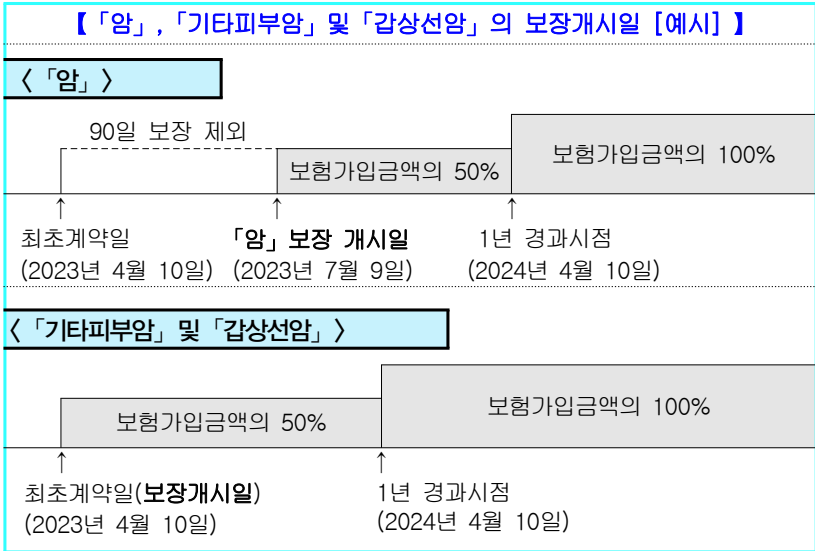 【「암」,「기타피부암」및「갑상선암」의 보장개시일 [예시] 】
〈「암」〉
90일 보장 제외
보험가입금액의 50%
보험가입금액의 100%
↑ ↑ ↑
최초계약일 「암」보장 개시일 1년 경과시점
(2023년 4월 10일) (2023년 7월 9일) (2024년 4월 10일)
〈「기타피부암」및「갑상선암」〉
보험가입금액의 50%
보험가입금액의 100%
↑ ↑
최초계약일(보장개시일) 1년 경과시점
(2023년 4월 10일) (2024년 4월 10일)